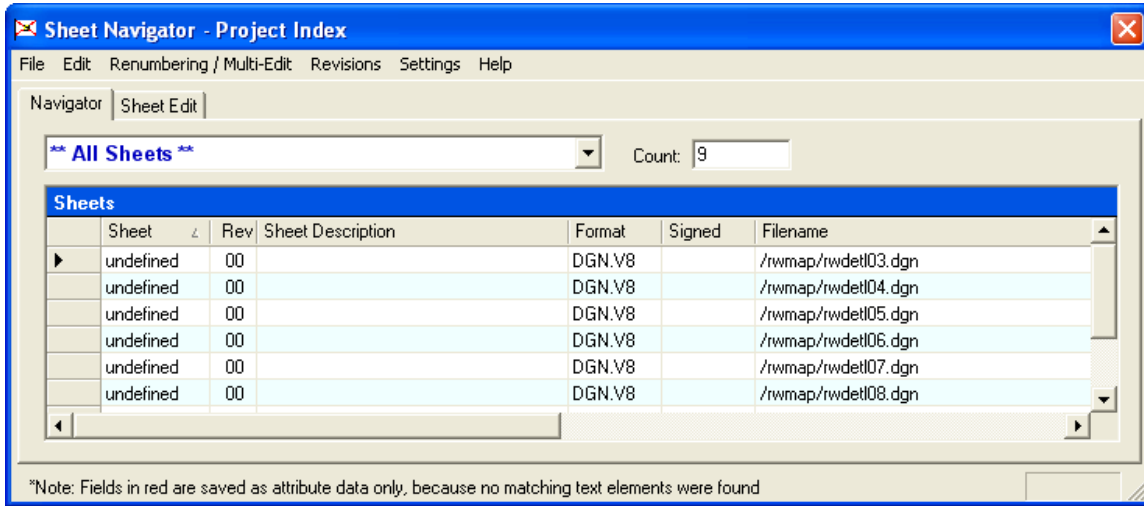 Sheet Navigator - Project Index
File Edit Renumbering / Multi-Edit Revisions Settings Help
Navigator Sheet Edit
** All Sheets ** Count: 9
Sheets
Sheet Rev Sheet Description Format Signed Filename
undefined 00 DGN.V8 /rwmap/rwdetl03.dgn
undefined 00 DGN.V8 /rwmap/rwdetl04.dgn
undefined 00 DGN.V8 /rwmap/rwdetl05.dgn
undefined 00 DGN.V8 /rwmap/rwdetl06.dgn
undefined 00 DGN.V8 /rwmap/rwdetl07.dgn
undefined 00 DGN.V8 /rwmap/rwdetl08.dgn
*Note: Fields in red are saved as attribute data only, because no matching text elements were found